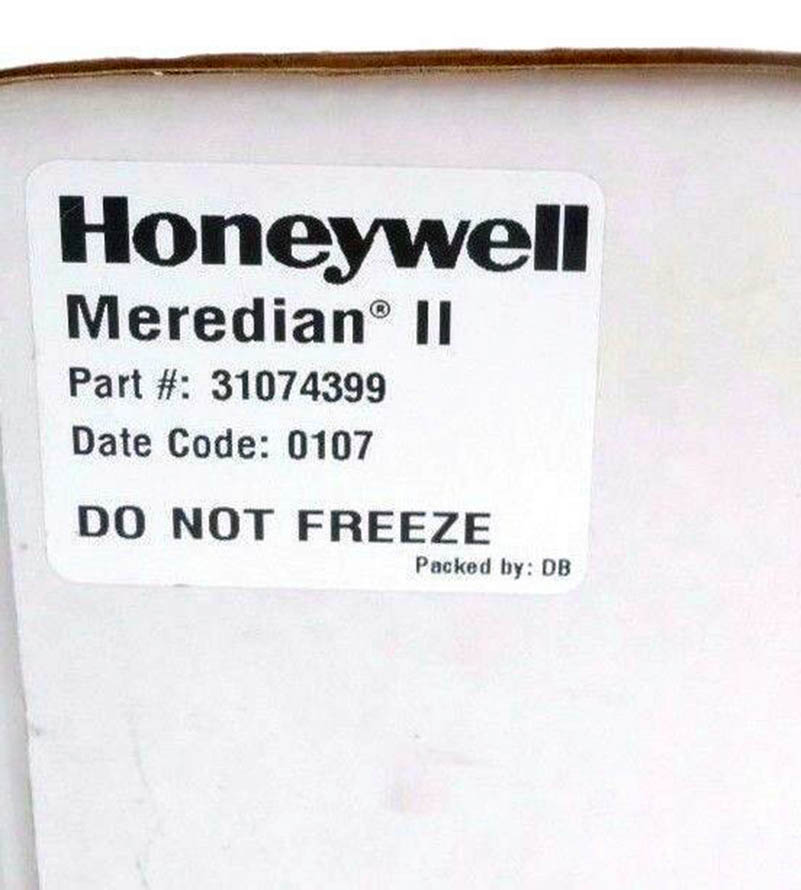 Honeywell
Meredian® II
Part #: 31074399
Date Code: 0107
DO NOT FREEZE
Packed by: DB